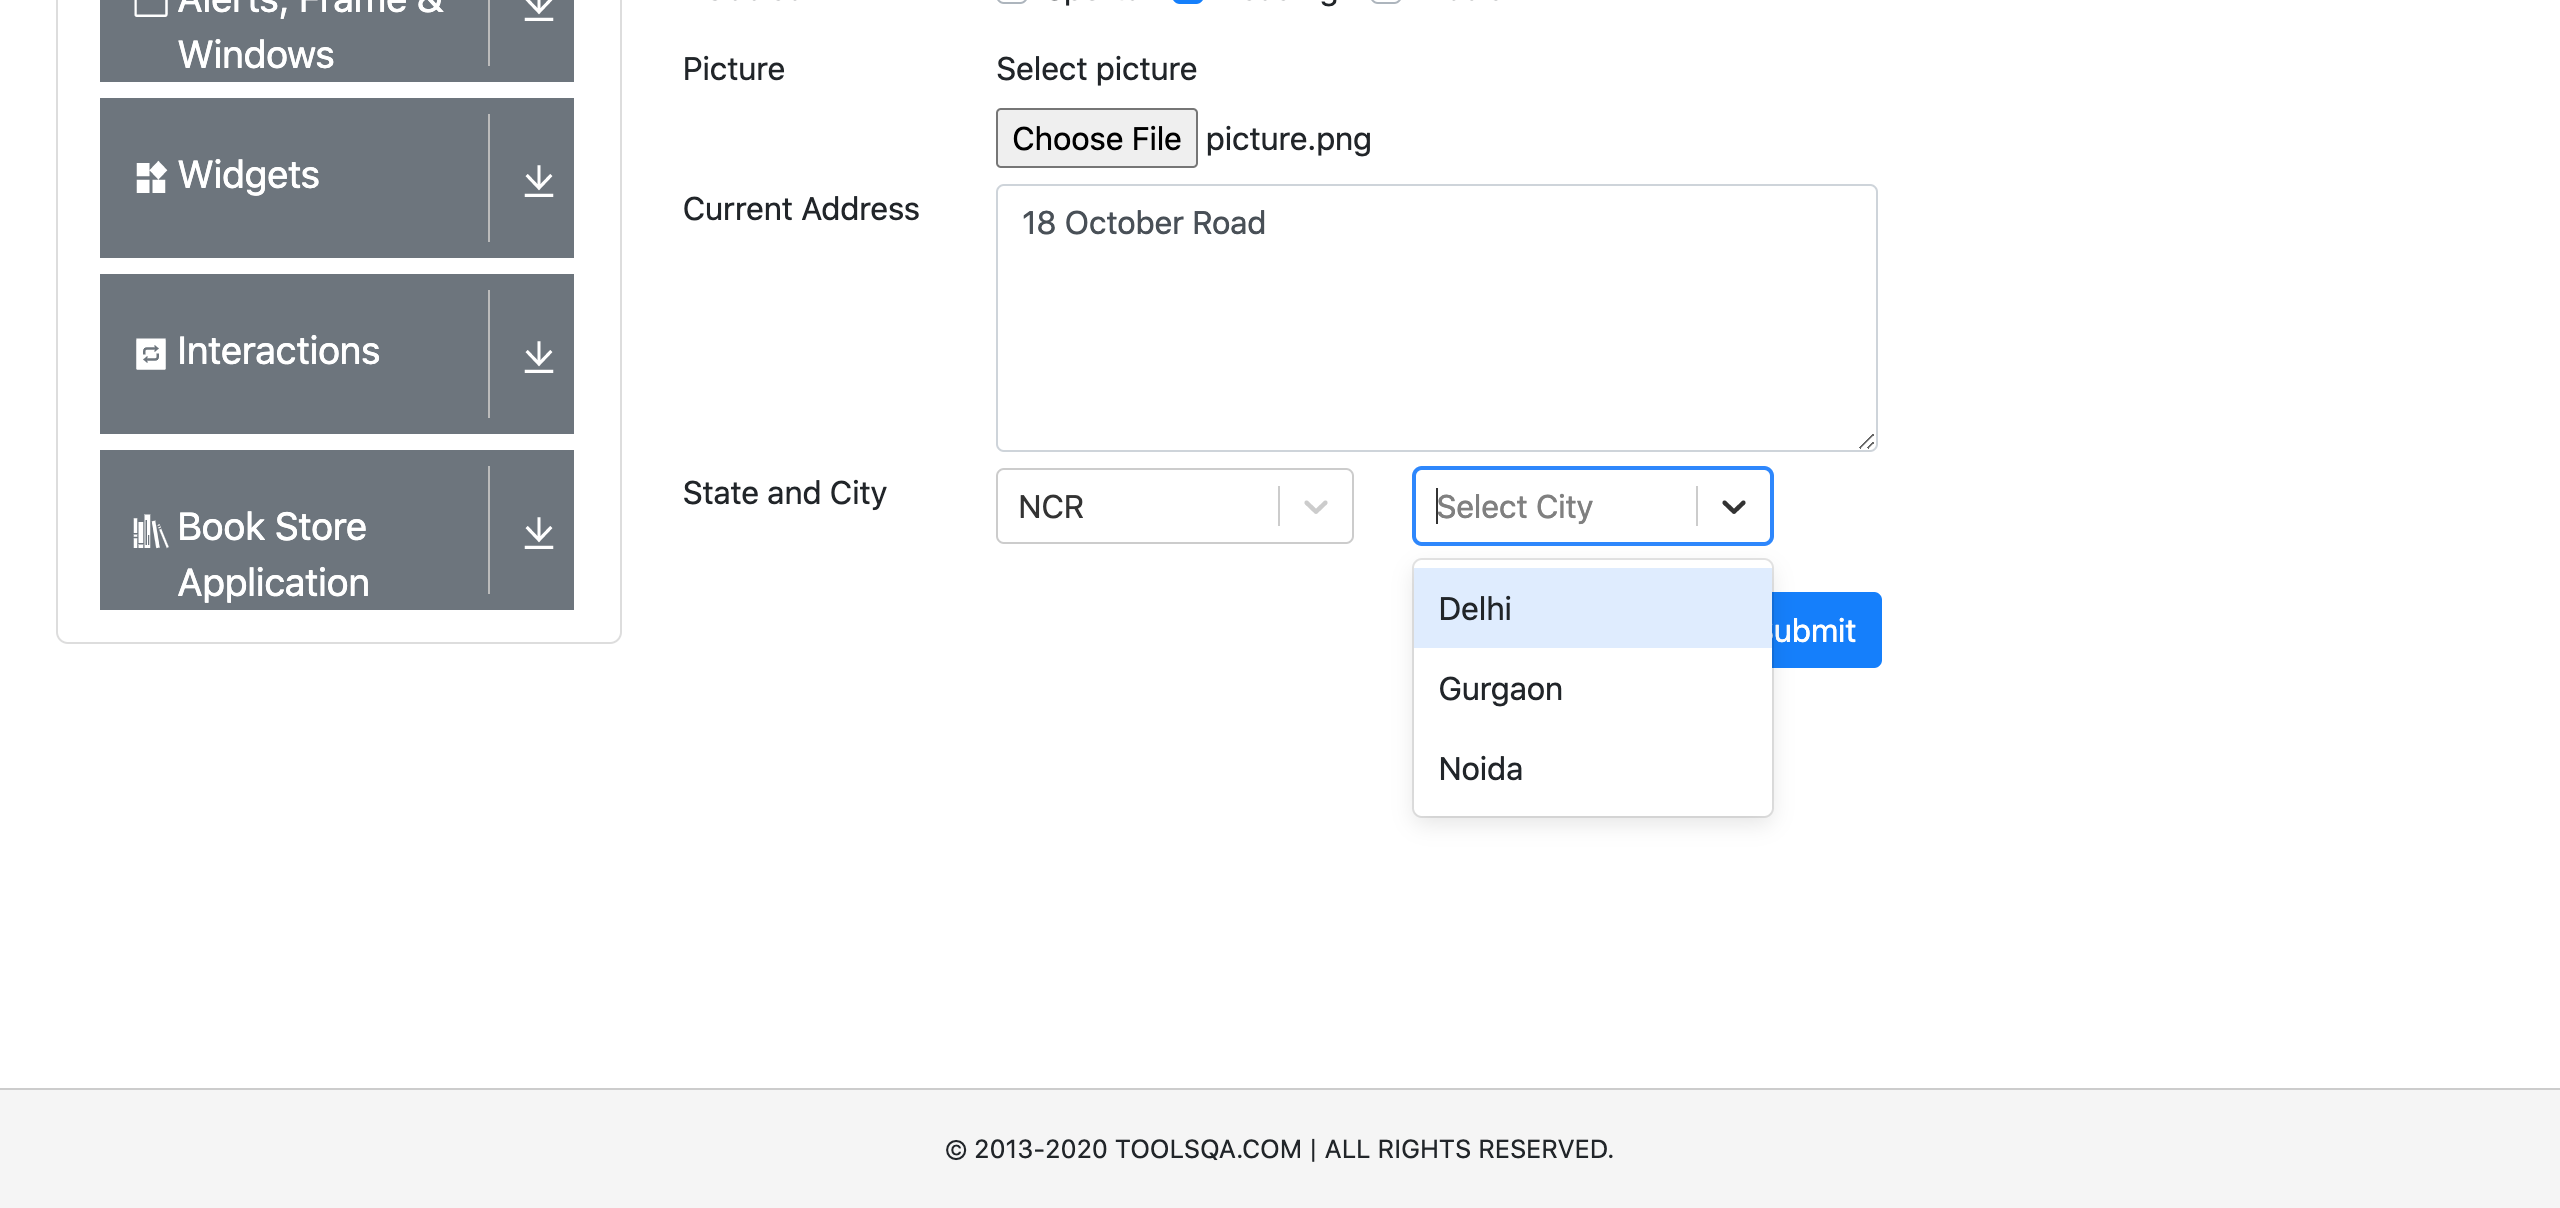 Alerts, Frame &
Windows
Widgets
Interactions
Book Store
Application
Picture
Select picture
Choose File picture.png
Current Address
18 October Road
State and City
NCR
Select City
Delhi
Gurgaon
Noida
ubmit
© 2013-2020 TOOLSQA.COM | ALL RIGHTS RESERVED.